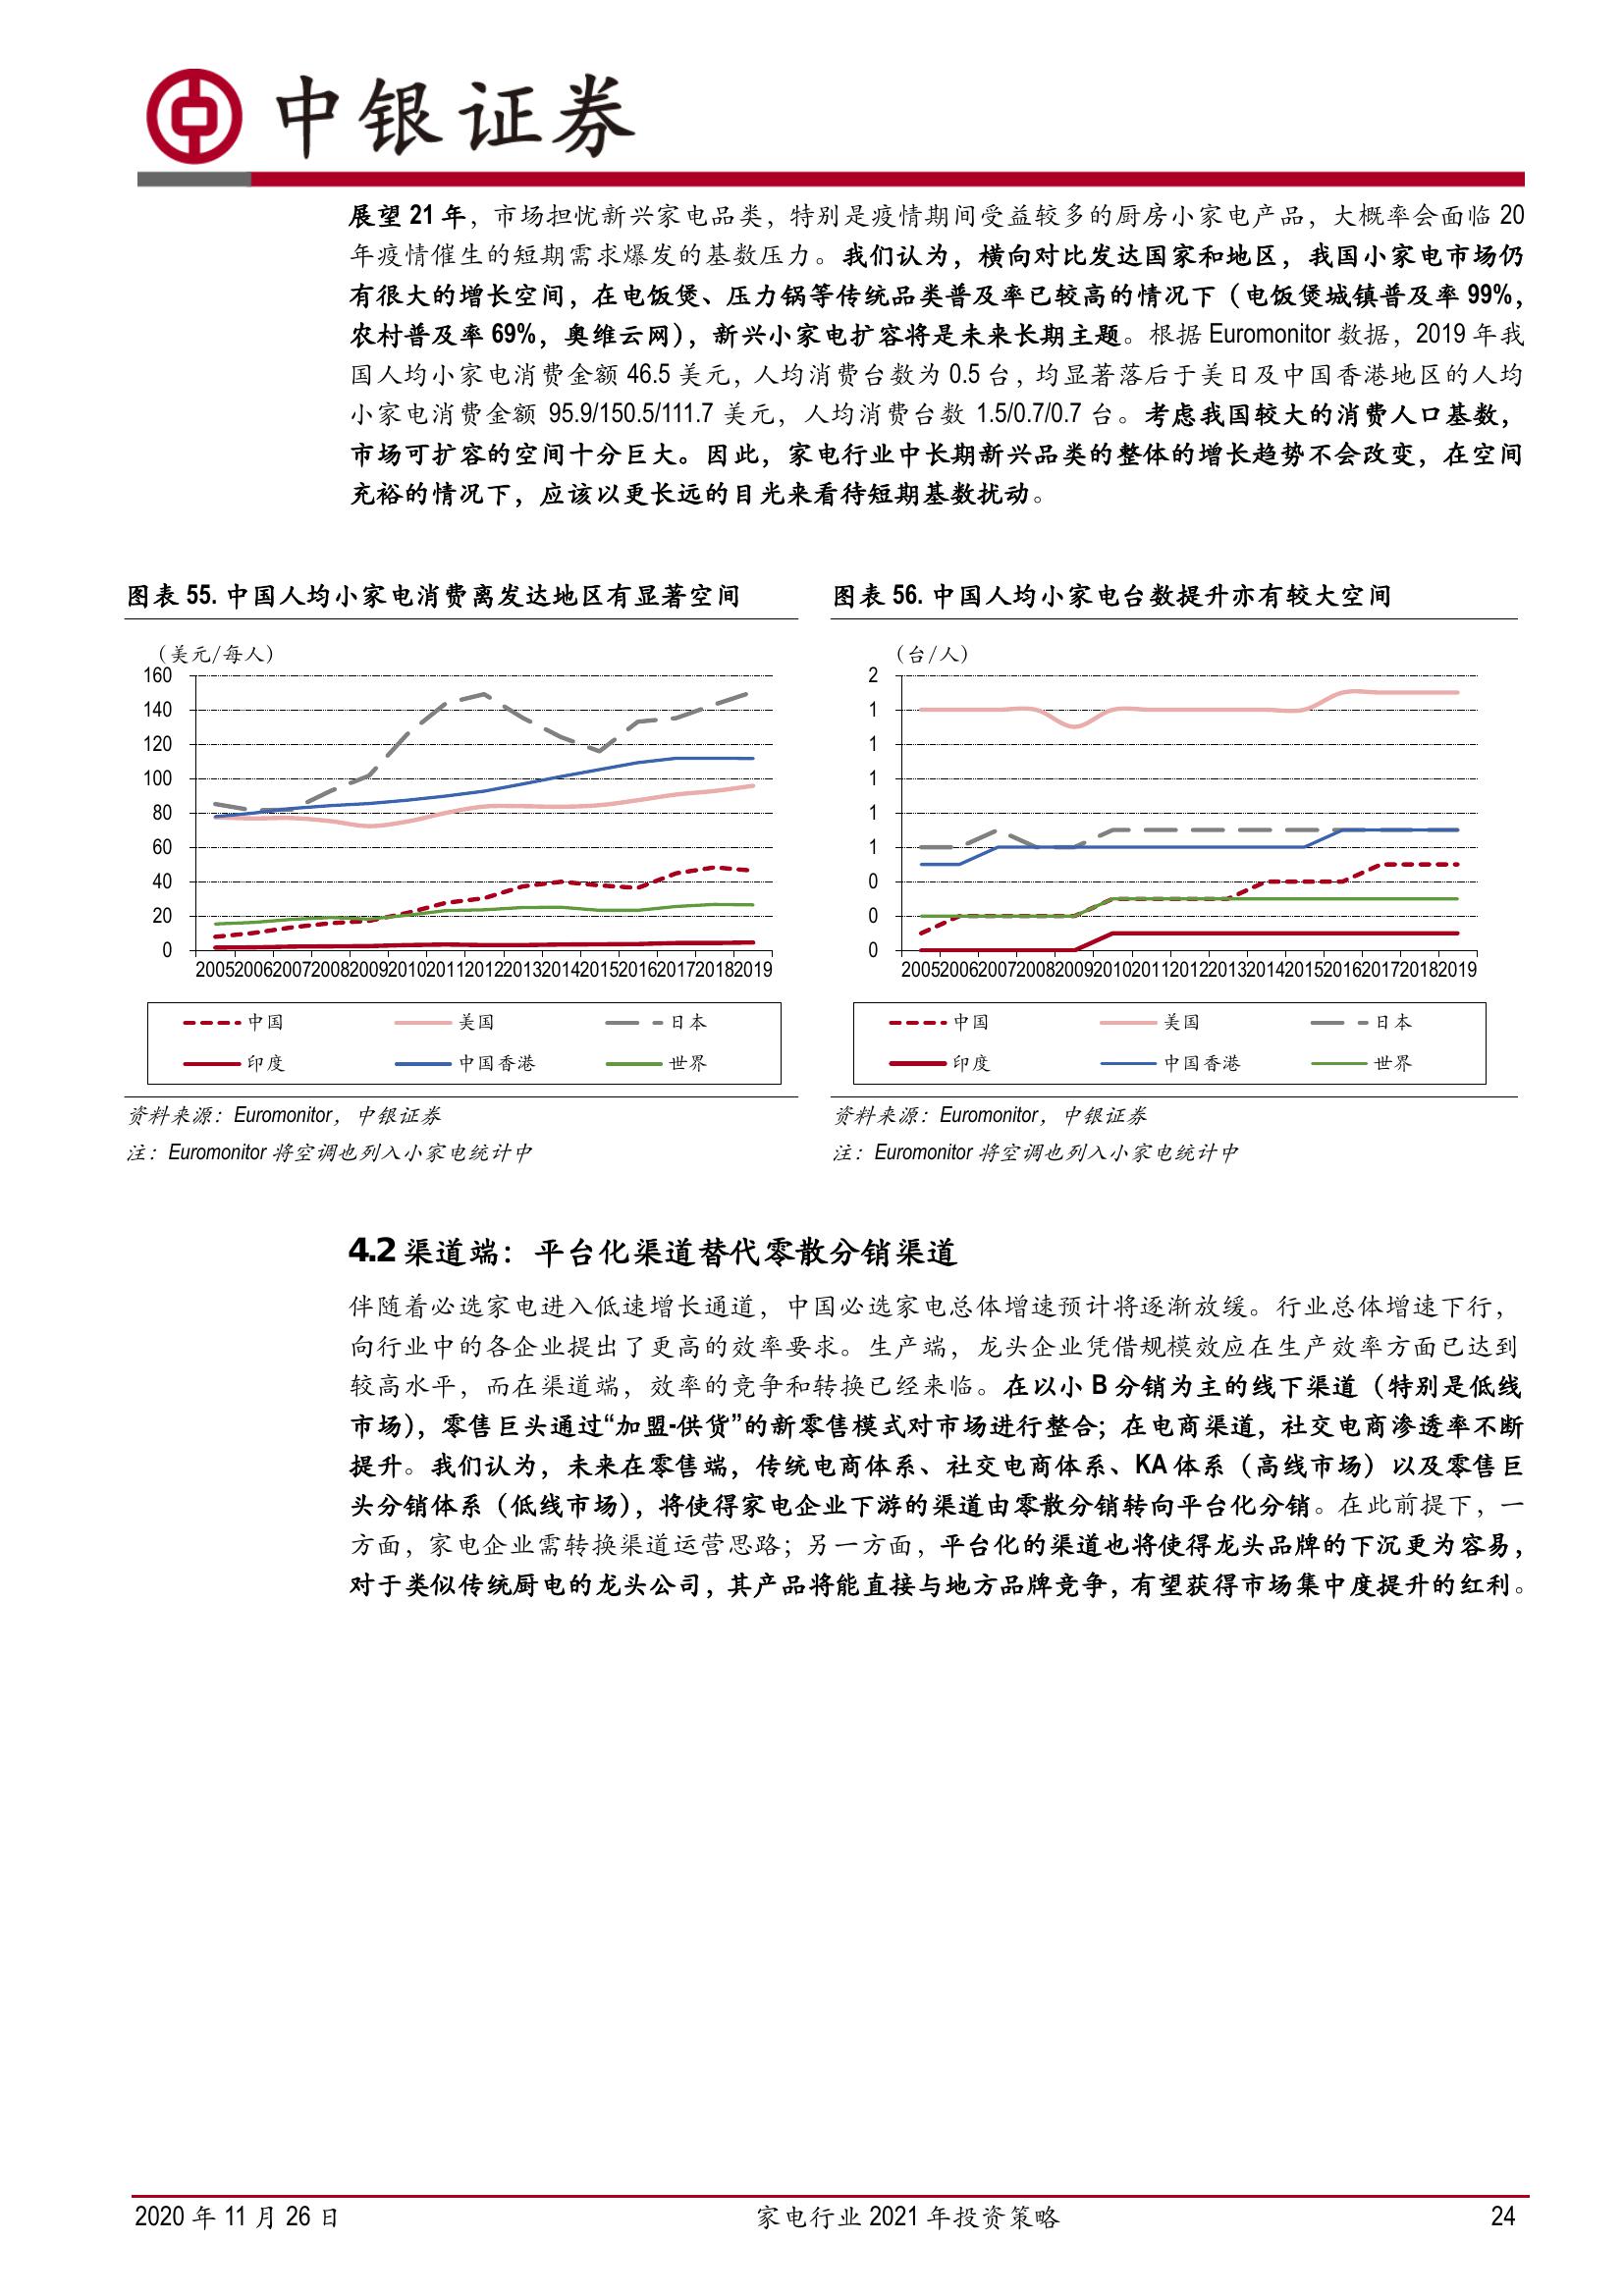 中银证券
展望 21 年，市场担忧新兴家电品类，特别是疫情期间受益较多的厨房小家电产品，大概率会面临 20
年疫情催生的短期需求爆发的基数压力。我们认为，横向对比发达国家和地区，我国小家电市场仍
有很大的增长空间，在电饭煲、压力锅等传统品类普及率已较高的情况下（电饭煲城镇普及率 99%，
农村普及率 69%，奥维云网），新兴小家电扩容将是未来长期主题。根据 Euromonitor 数据，2019 年我
国人均小家电消费金额 46.5 美元，人均消费台数为 0.5 台，均显著落后于美日及中国香港地区的人均
小家电消费金额 95.9/150.5/111.7 美元，人均消费台数 1.5/0.7/0.7 台。考虑我国较大的消费人口基数，
市场可扩容的空间十分巨大。因此，家电行业中长期新兴品类的整体的增长趋势不会改变，在空间
充裕的情况下，应该以更长远的目光来看待短期基数扰动。
图表 55. 中国人均小家电消费离发达地区有显著空间
（美元/每人）
160
140
120
100
80
60
40
20
0
2005 2006 2007 2008 2009 2010 2011 2012 2013 2014 2015 2016 2017 2018 2019
中国 美国 日本
印度 中国香港 世界
资料来源：Euromonitor，中银证券
注：Euromonitor 将空调也列入小家电统计中
图表 56. 中国人均小家电台数提升亦有较大空间
（台/人）
2
1
1
1
1
1
0
0
0
2005 2006 2007 2008 2009 2010 2011 2012 2013 2014 2015 2016 2017 2018 2019
中国 美国 日本
印度 中国香港 世界
资料来源：Euromonitor，中银证券
注：Euromonitor 将空调也列入小家电统计中
4.2 渠道端：平台化渠道替代零散分销渠道
伴随着必选家电进入低速增长通道，中国必选家电总体增速预计将逐渐放缓。行业总体增速下行，
向行业中的各企业提出了更高的效率要求。生产端，龙头企业凭借规模效应在生产效率方面已达到
较高水平，而在渠道端，效率的竞争和转换已经来临。在以小 B 分销为主的线下渠道（特别是低线
市场），零售巨头通过“加盟-供货”的新零售模式对市场进行整合；在电商渠道，社交电商渗透率不断
提升。我们认为，未来在零售端，传统电商体系、社交电商体系、KA 体系（高线市场）以及零售巨
头分销体系（低线市场），将使得家电企业下游的渠道由零散分销转向平台化分销。在此前提下，一
方面，家电企业需转换渠道运营思路；另一方面，平台化的渠道也将使得龙头品牌的下沉更为容易，
对于类似传统厨电的龙头公司，其产品将能直接与地方品牌竞争，有望获得市场集中度提升的红利。
2020 年 11 月 26 日 家电行业 2021 年投资策略 24